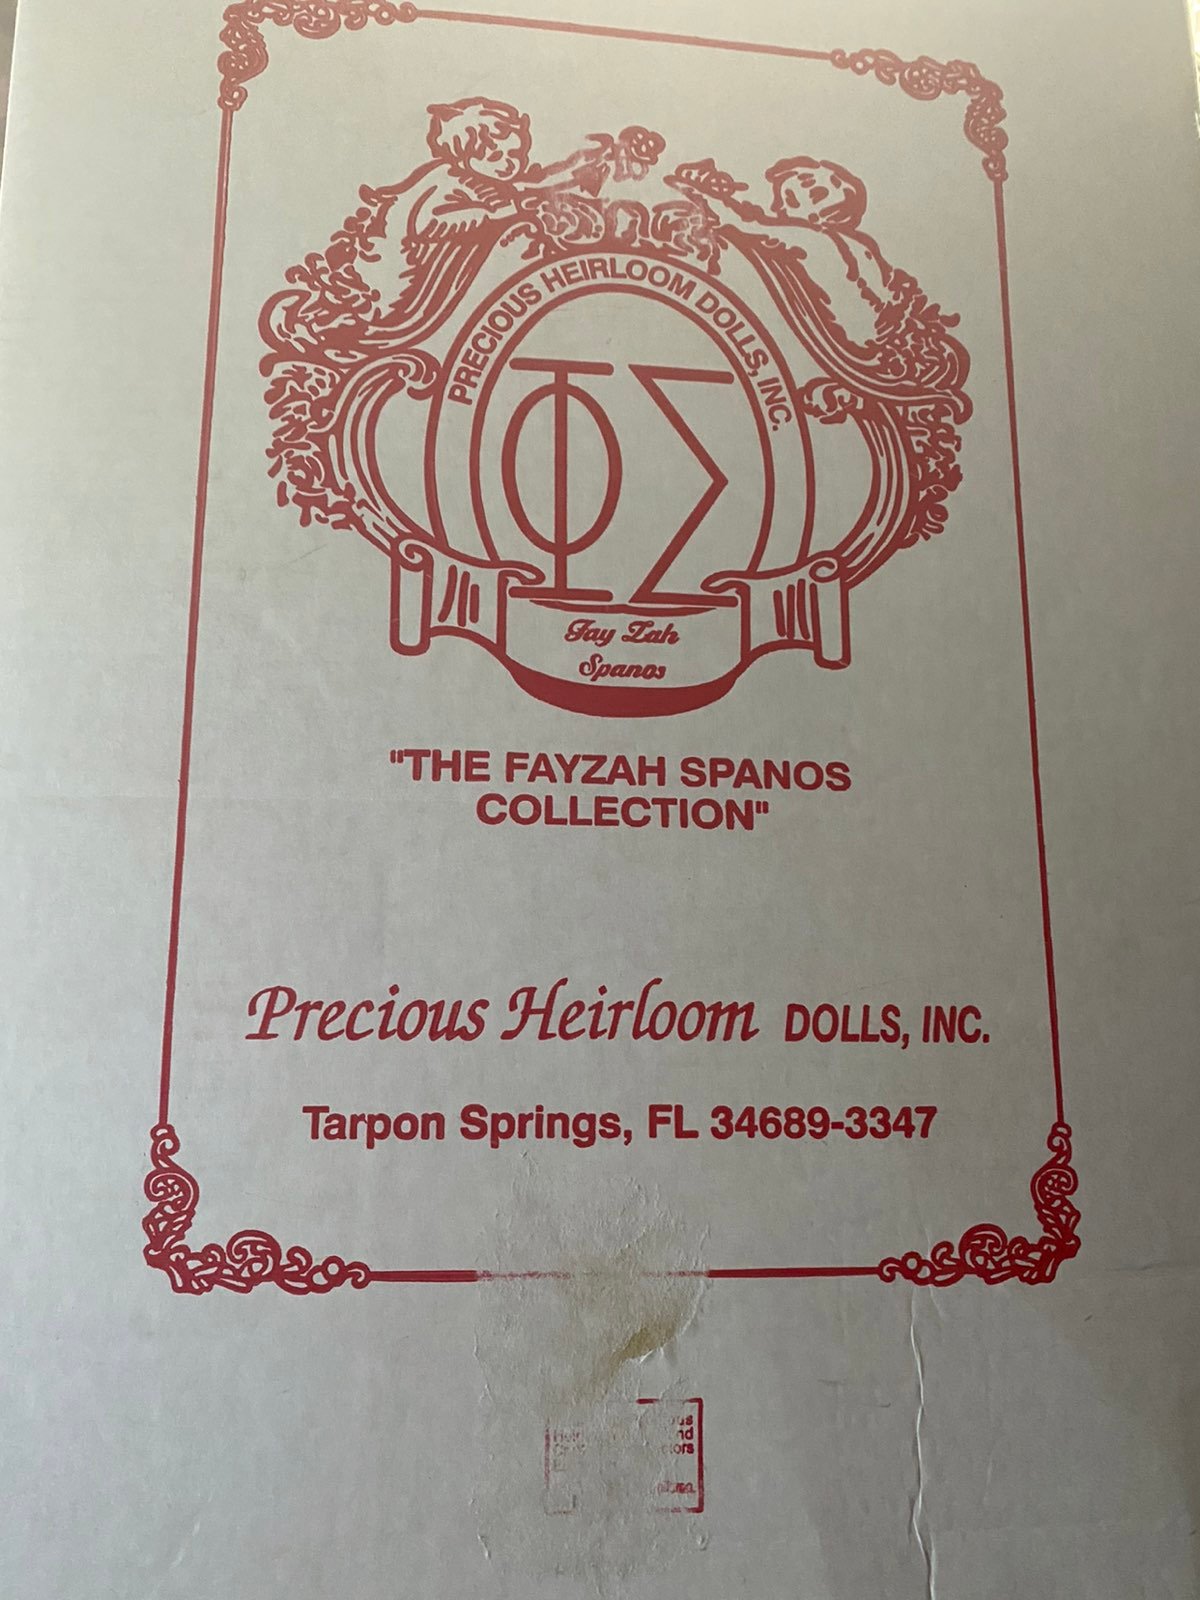 PRECIOUS HEIRLOOM DOLLS, INC.
ΦΣ
Fay Zah
Spanos
"THE FAYZAH SPANOS
COLLECTION"
Precious Heirloom DOLLS, INC.
Tarpon Springs, FL 34689-3347